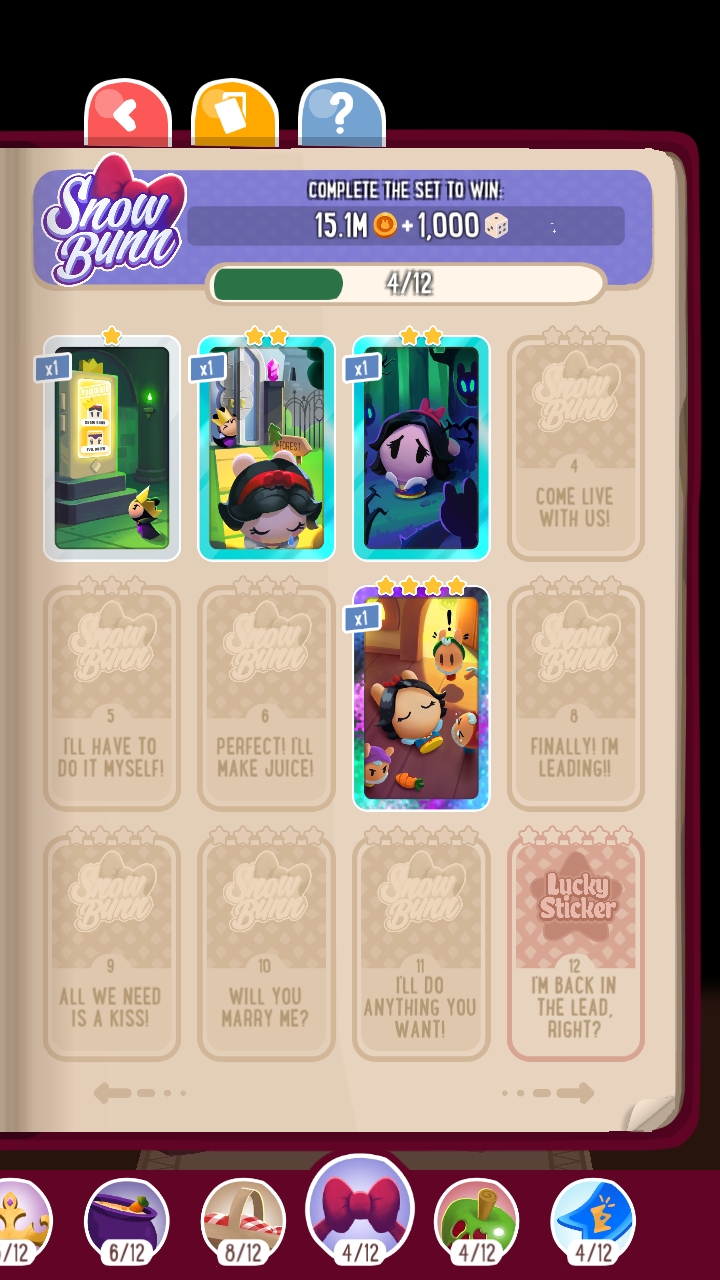 ?
Snow
Bunn
COMPLETE THE SET TO WIN:
15.1M + 1,000
4/12
x1
x1
x1
FOREST
Snow
Bunn
4
COME LIVE
WITH US!
Snow
Bunn
5
I'LL HAVE TO
DO IT MYSELF!
Snow
Bunn
6
PERFECT! I'LL
MAKE JUICE!
x1
!
Snow
Bunn
8
FINALLY! I'M
LEADING!!
Snow
Bunn
9
ALL WE NEED
IS A KISS!
Snow
Bunn
10
WILL YOU
MARRY ME?
Snow
Bunn
11
I'LL DO
ANYTHING YOU
WANT!
Lucky
Sticker
12
I'M BACK IN
THE LEAD,
RIGHT?
/12
6/12
8/12
4/12
4/12
4/12